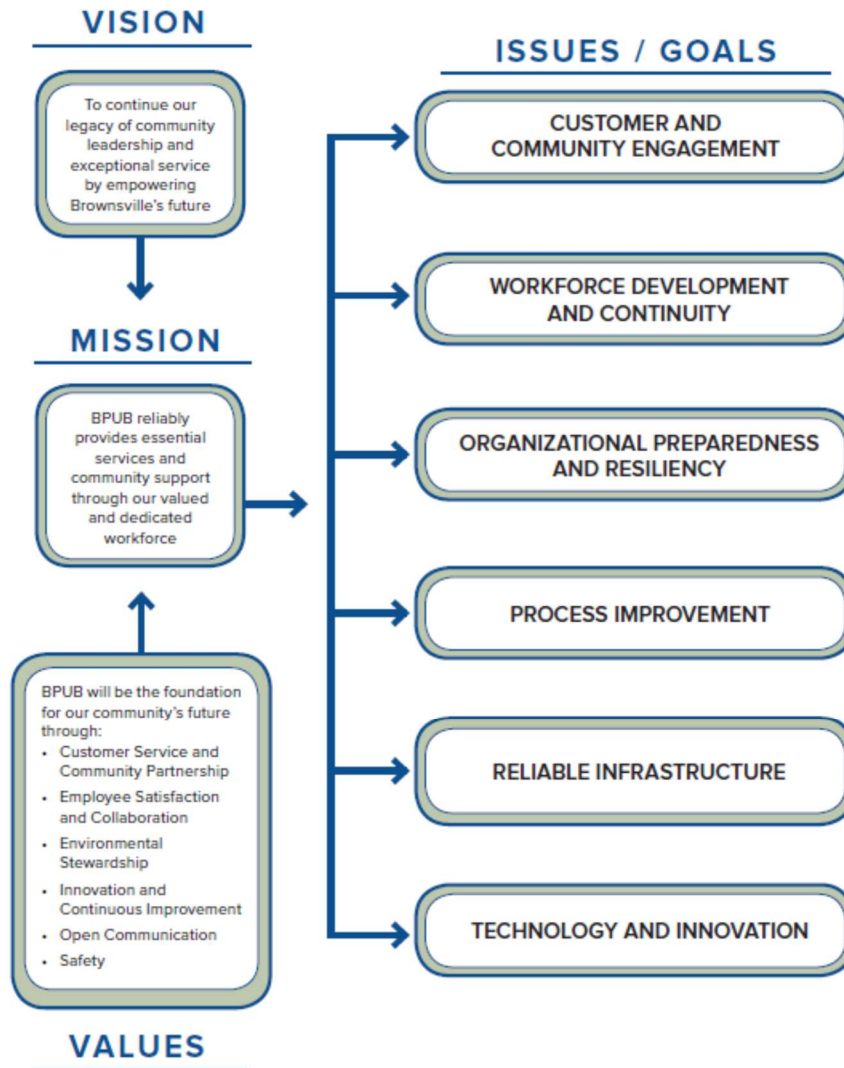 VISION
To continue our
legacy of community
leadership and
exceptional service
by empowering
Brownsville's future
MISSION
BPUB reliably
provides essential
services and
community support
through our valued
and dedicated
workforce
BPUB will be the foundation
for our community's future
through:
• Customer Service and
Community Partnership
• Employee Satisfaction
and Collaboration
• Environmental
Stewardship
• Innovation and
Continuous Improvement
• Open Communication
• Safety
VALUES
ISSUES / GOALS
CUSTOMER AND
COMMUNITY ENGAGEMENT
WORKFORCE DEVELOPMENT
AND CONTINUITY
ORGANIZATIONAL PREPAREDNESS
AND RESILIENCY
PROCESS IMPROVEMENT
RELIABLE INFRASTRUCTURE
TECHNOLOGY AND INNOVATION